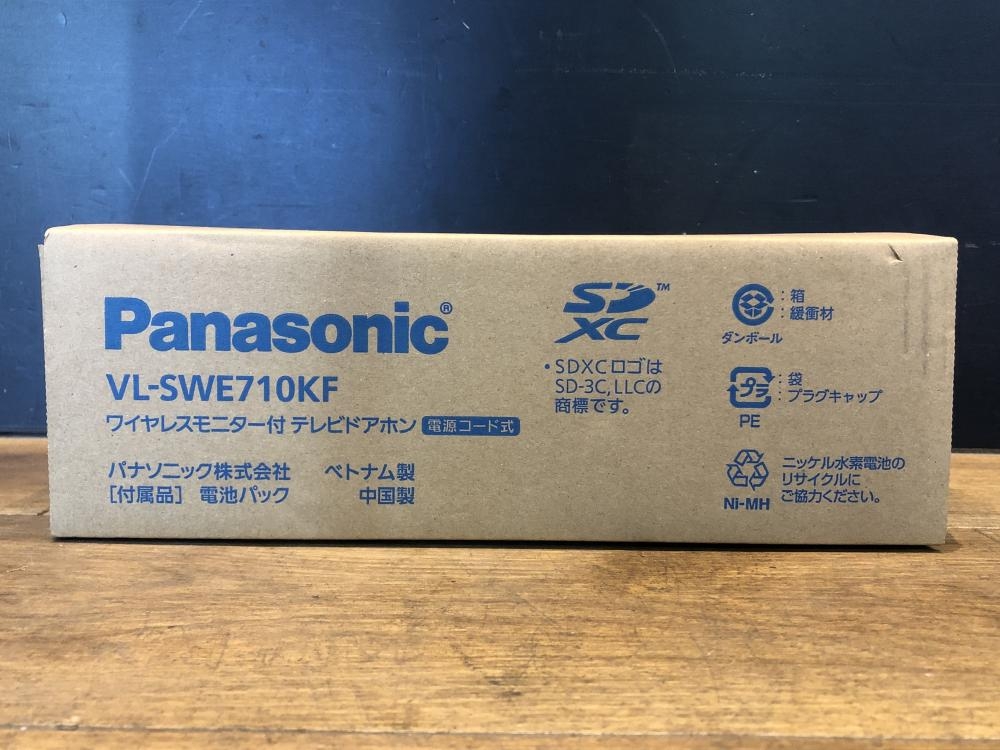 Panasonic®
VL-SWE710KF
ワイヤレスモニター付 テレビドアホン 電源コード式
パナソニック株式会社 ベトナム製
［付属品］ 電池パック 中国製
SD™
XC
・SDXCロゴは
SD-3C,LLCの
商標です。
：箱
：緩衝材
ダンボール
プラ
：袋
：プラグキャップ
PE
ニッケル水素電池の
リサイクルに
ご協力ください。
Ni-MH